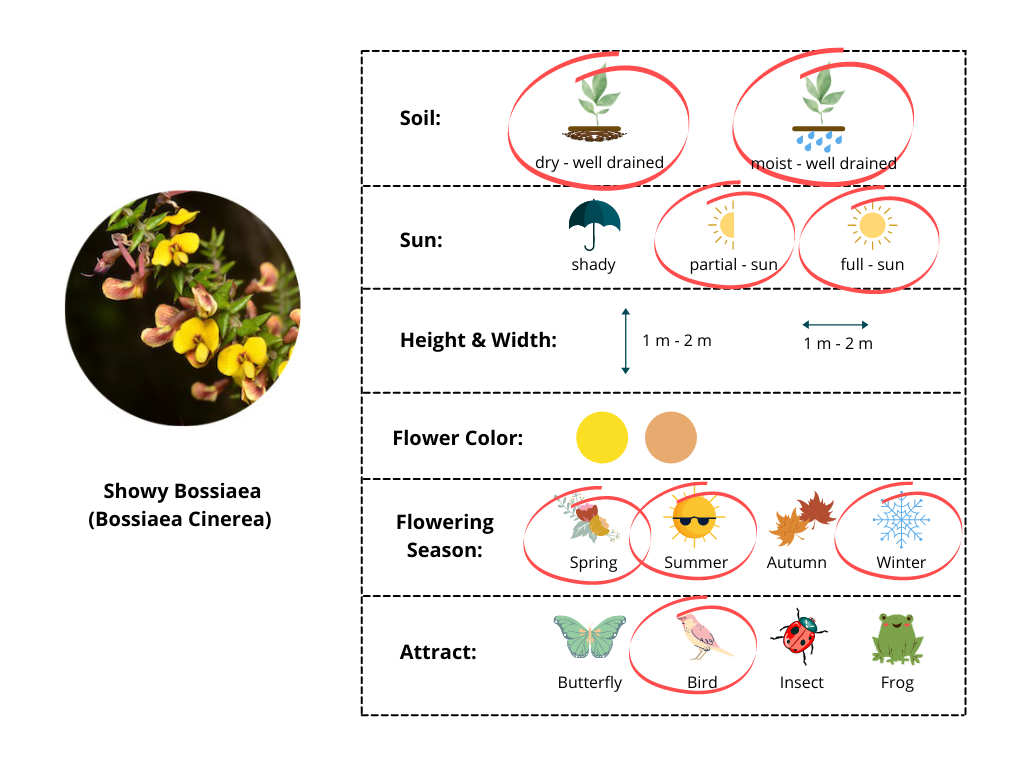 Soil:
dry - well drained
moist - well drained
Sun:
shady
partial - sun
full - sun
Height & Width:
1 m - 2 m
1 m - 2 m
Flower Color:
Flowering
Season:
Spring
Summer
Autumn
Winter
Attract:
Butterfly
Bird
Insect
Frog
Showy Bossiaea
(Bossiaea Cinerea)